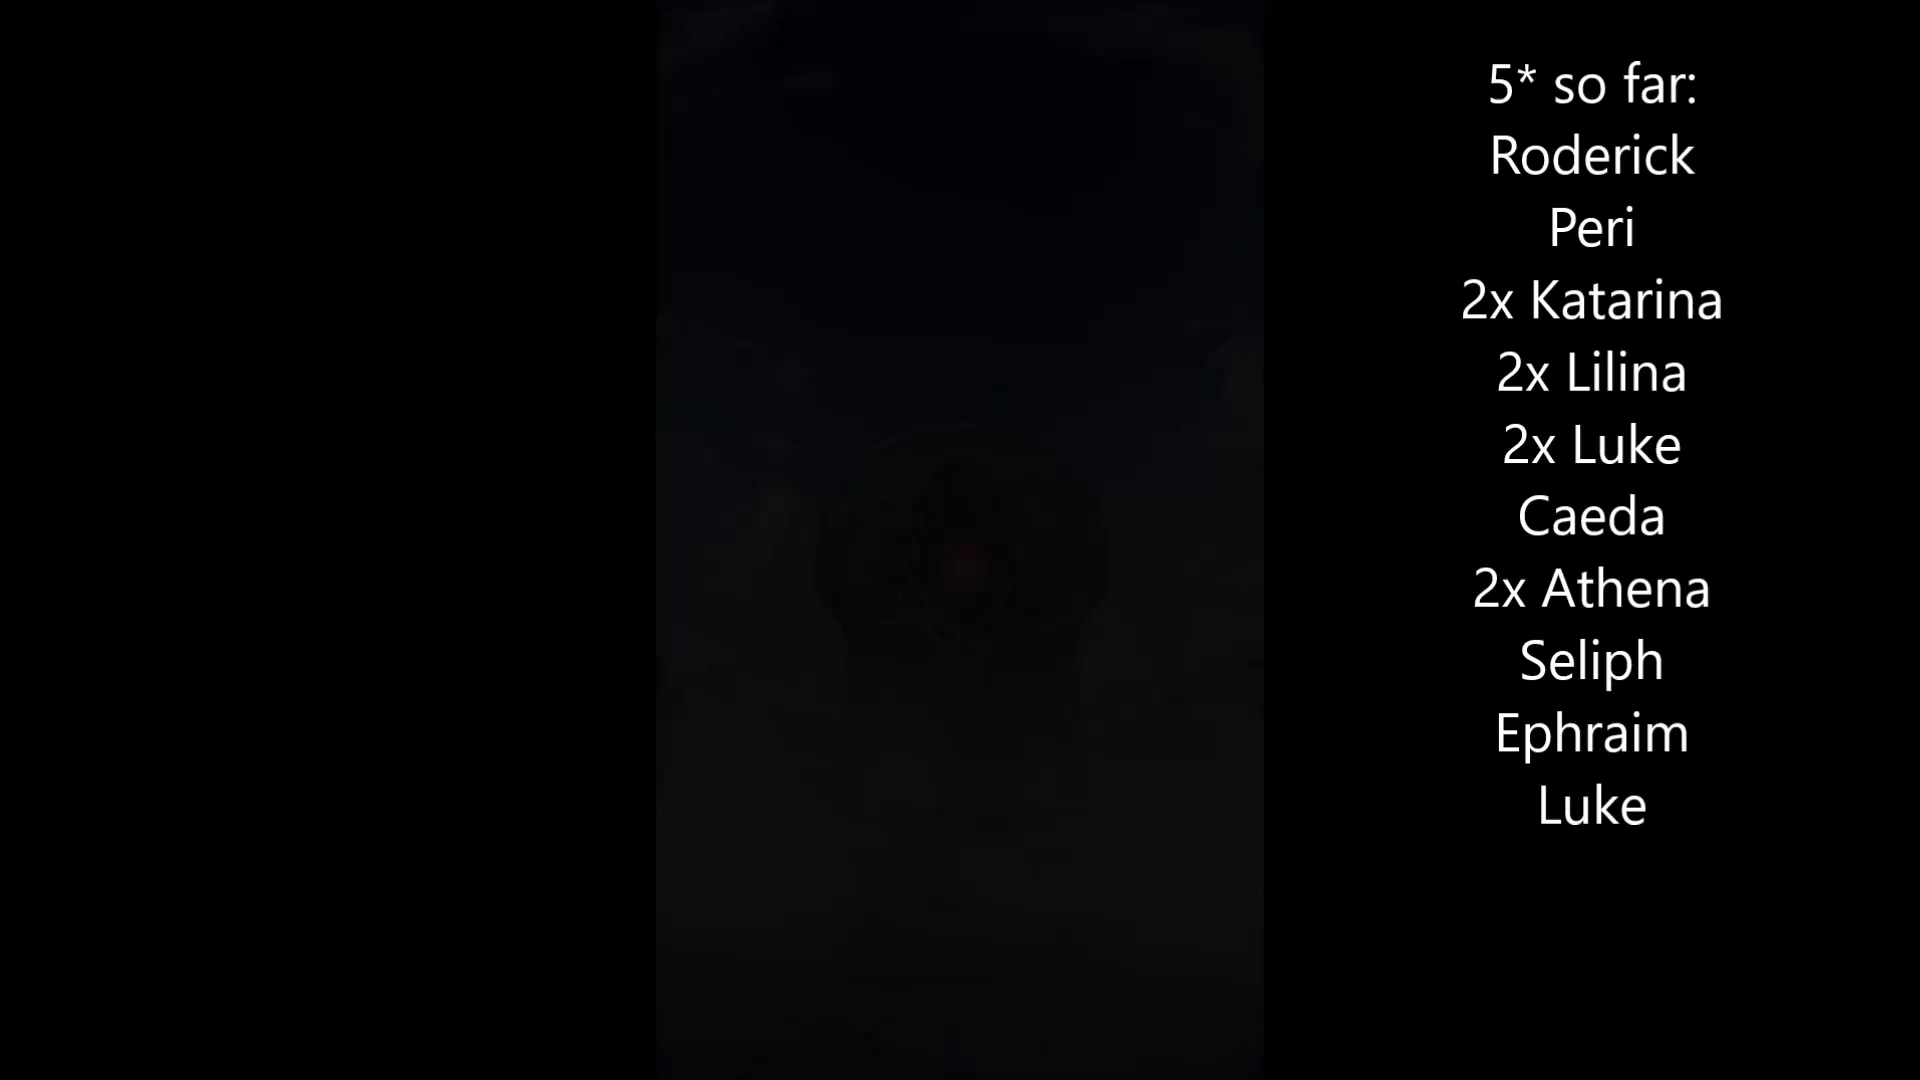 5* so far:
Roderick
Peri
2x Katarina
2x Lilina
2x Luke
Caeda
2x Athena
Seliph
Ephraim
Luke